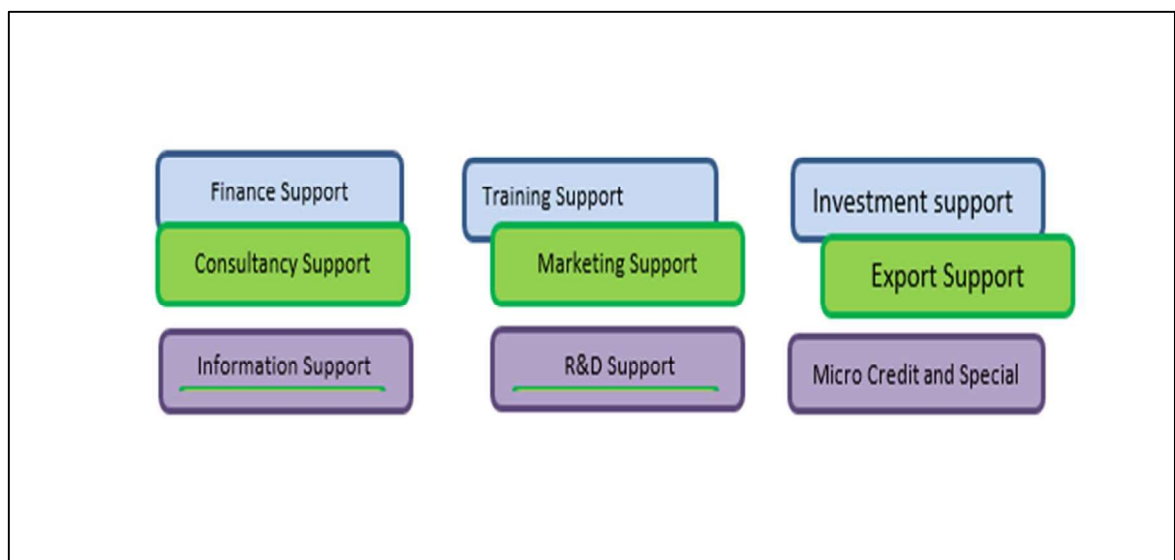 Finance Support
Training Support
Investment support
Consultancy Support
Marketing Support
Export Support
Information Support
R&D Support
Micro Credit and Special